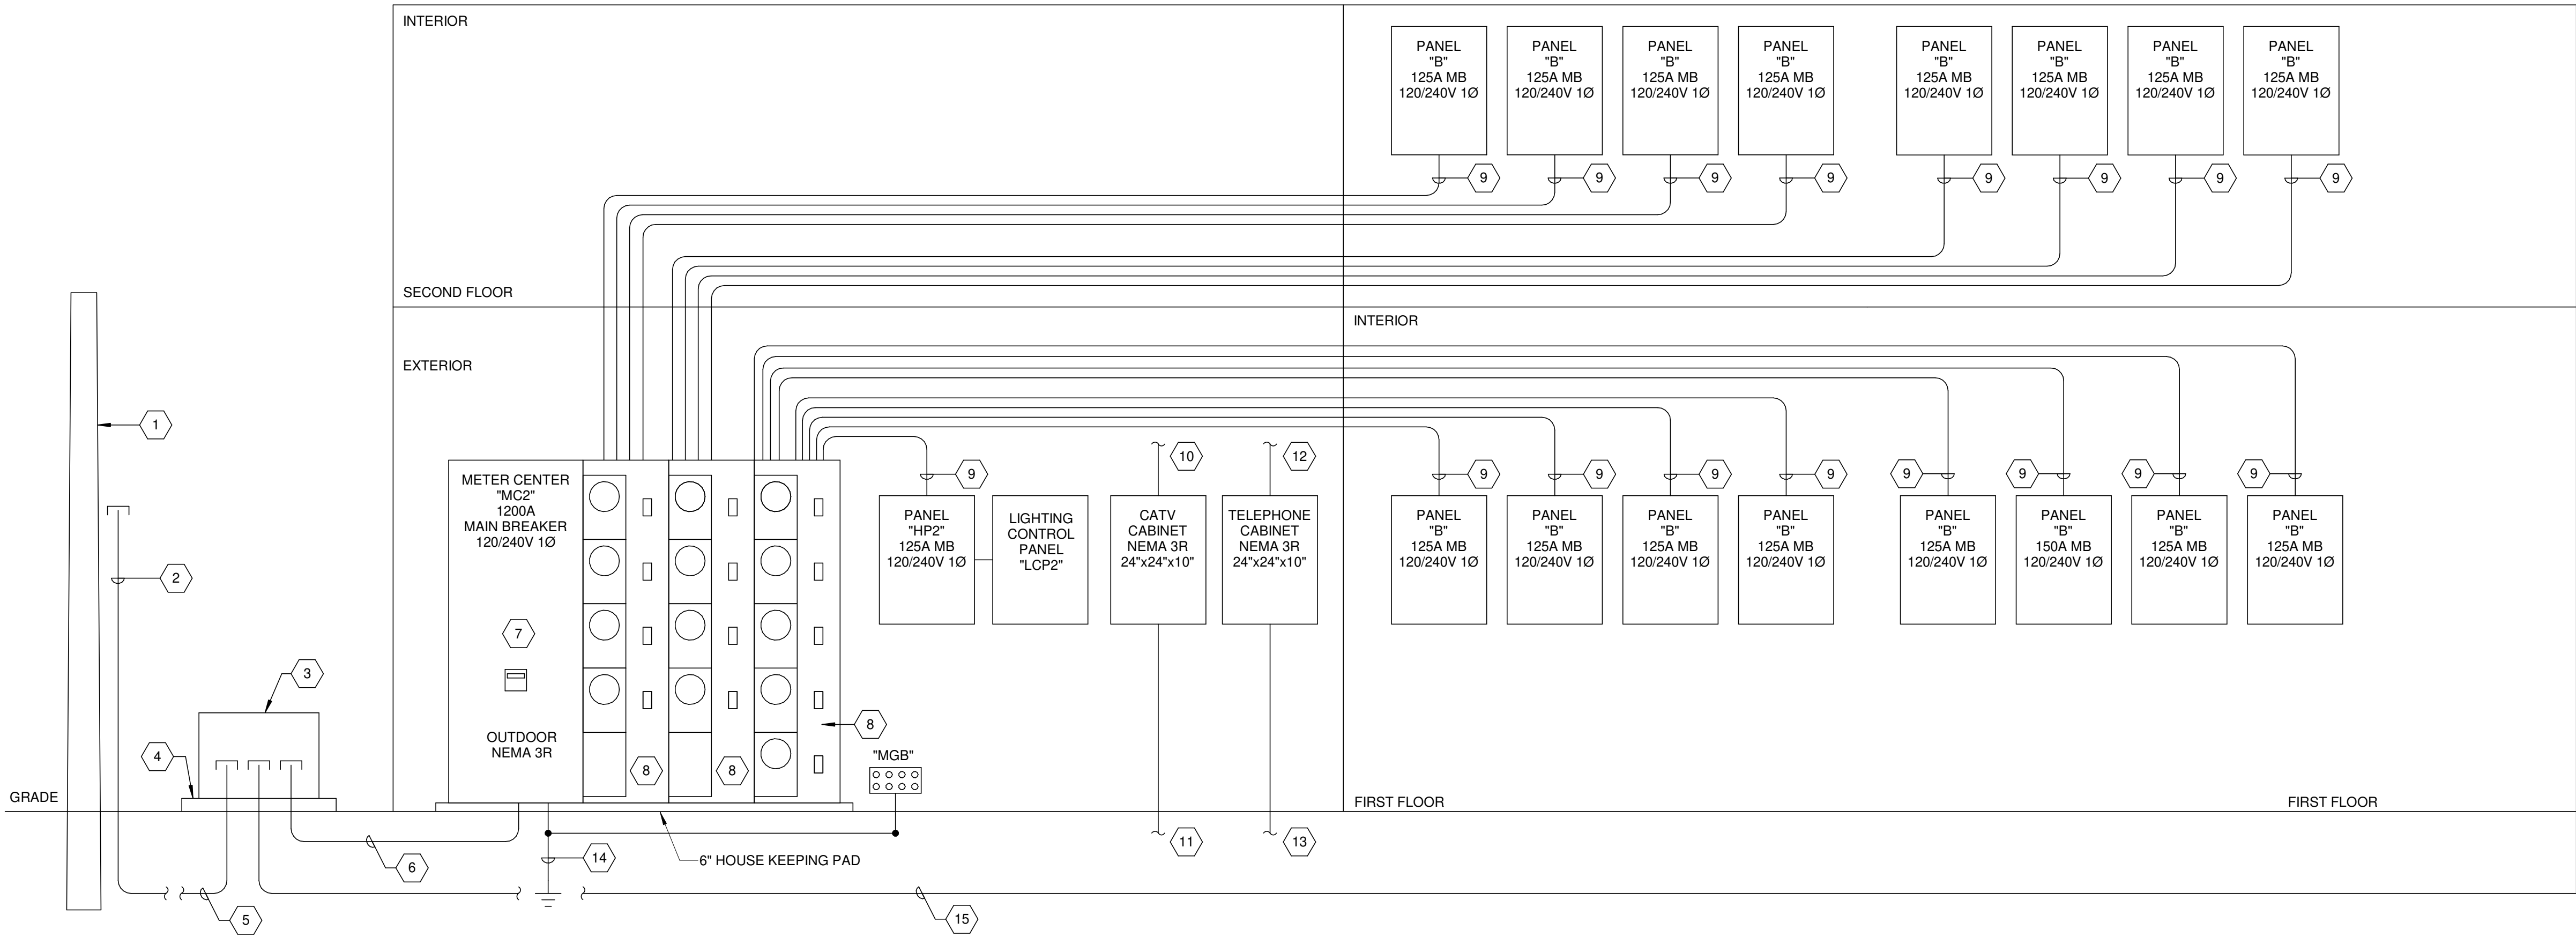 INTERIOR
PANEL
"B"
125A MB
120/240V 1Ø
PANEL
"B"
125A MB
120/240V 1Ø
PANEL
"B"
125A MB
120/240V 1Ø
PANEL
"B"
125A MB
120/240V 1Ø
PANEL
"B"
125A MB
120/240V 1Ø
PANEL
"B"
125A MB
120/240V 1Ø
PANEL
"B"
125A MB
120/240V 1Ø
PANEL
"B"
125A MB
120/240V 1Ø
9
9
9
9
9
9
9
9
SECOND FLOOR
INTERIOR
EXTERIOR
1
2
3
4
GRADE
5
6
METER CENTER
"MC2"
1200A
MAIN BREAKER
120/240V 1Ø
7
OUTDOOR
NEMA 3R
8
8
8
"MGB"
9
PANEL
"HP2"
125A MB
120/240V 1Ø
LIGHTING
CONTROL
PANEL
"LCP2"
10
CATV
CABINET
NEMA 3R
24"x24"x10"
11
12
TELEPHONE
CABINET
NEMA 3R
24"x24"x10"
13
9
9
9
9
9
9
9
9
PANEL
"B"
125A MB
120/240V 1Ø
PANEL
"B"
125A MB
120/240V 1Ø
PANEL
"B"
125A MB
120/240V 1Ø
PANEL
"B"
125A MB
120/240V 1Ø
PANEL
"B"
125A MB
120/240V 1Ø
PANEL
"B"
150A MB
120/240V 1Ø
PANEL
"B"
125A MB
120/240V 1Ø
PANEL
"B"
125A MB
120/240V 1Ø
FIRST FLOOR
FIRST FLOOR
14
6" HOUSE KEEPING PAD
15